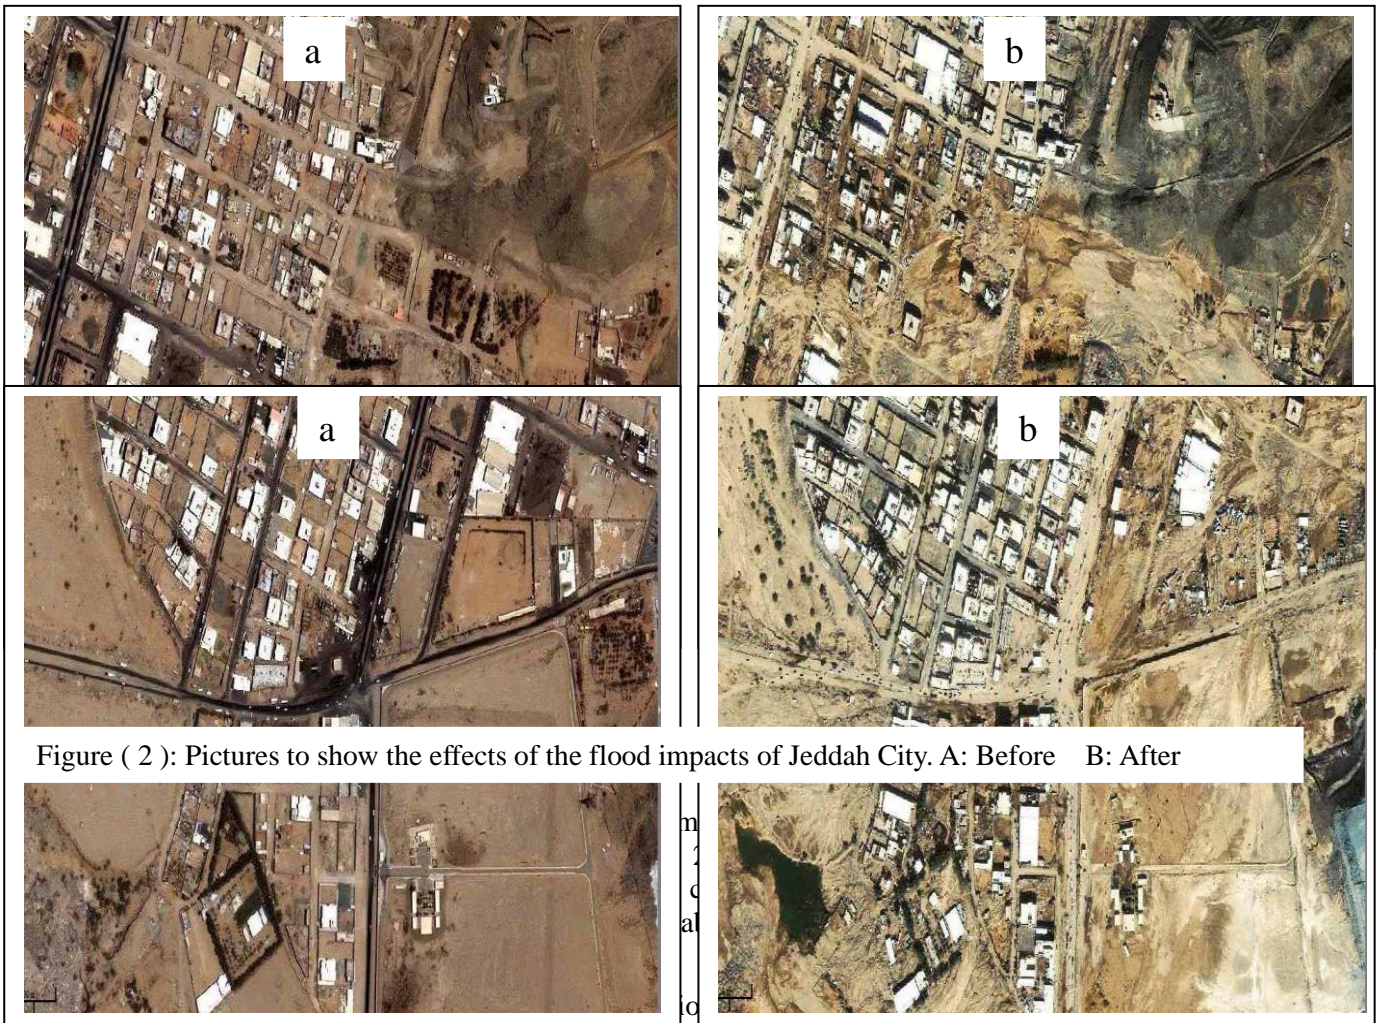 a
b
a
b
Figure ( 2 ): Pictures to show the effects of the flood impacts of Jeddah City. A: Before B: After